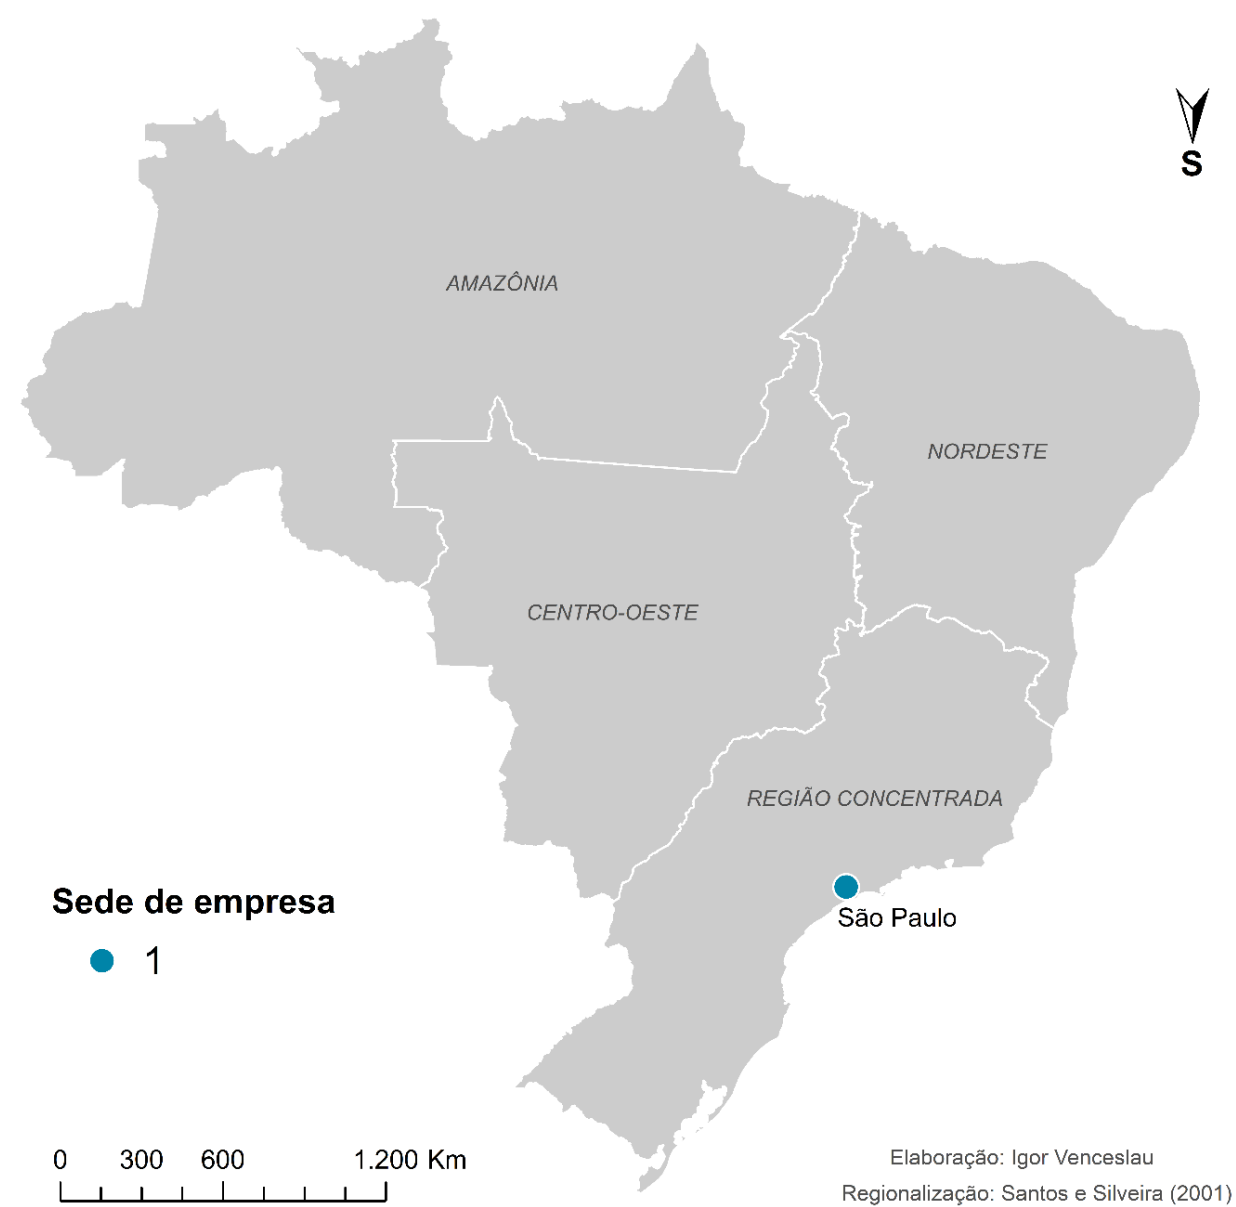 S
AMAZÔNIA
NORDESTE
CENTRO-OESTE
REGIÃO CONCENTRADA
São Paulo
Sede de empresa
1
0 300 600 1.200 Km
Elaboração: Igor Venceslau
Regionalização: Santos e Silveira (2001)